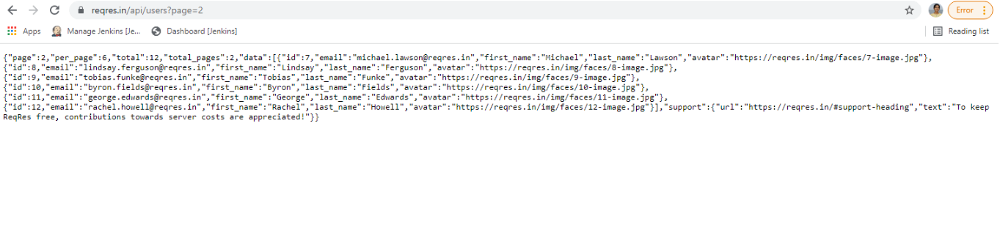 reqres.in/api/users?page=2
Error
Apps
Manage Jenkins [Je...
Dashboard [Jenkins]
Reading list
{"page":2,"per_page":6,"total":12,"total_pages":2,"data":[{"id":7,"email":"michael.lawson@reqres.in","first_name":"Michael","last_name":"Lawson","avatar":"https://reqres.in/img/faces/7-image.jpg"},
{"id":8,"email":"lindsay.ferguson@reqres.in","first_name":"Lindsay","last_name":"Ferguson","avatar":"https://reqres.in/img/faces/8-image.jpg"},
{"id":9,"email":"tobias.funke@reqres.in","first_name":"Tobias","last_name":"Funke","avatar":"https://reqres.in/img/faces/9-image.jpg"},
{"id":10,"email":"byron.fields@reqres.in","first_name":"Byron","last_name":"Fields","avatar":"https://reqres.in/img/faces/10-image.jpg"},
{"id":11,"email":"george.edwards@reqres.in","first_name":"George","last_name":"Edwards","avatar":"https://reqres.in/img/faces/11-image.jpg"},
{"id":12,"email":"rachel.howell@reqres.in","first_name":"Rachel","last_name":"Howell","avatar":"https://reqres.in/img/faces/12-image.jpg"}],"support":{"url":"https://reqres.in/#support-heading","text":"To keep
ReqRes free, contributions towards server costs are appreciated!"}}